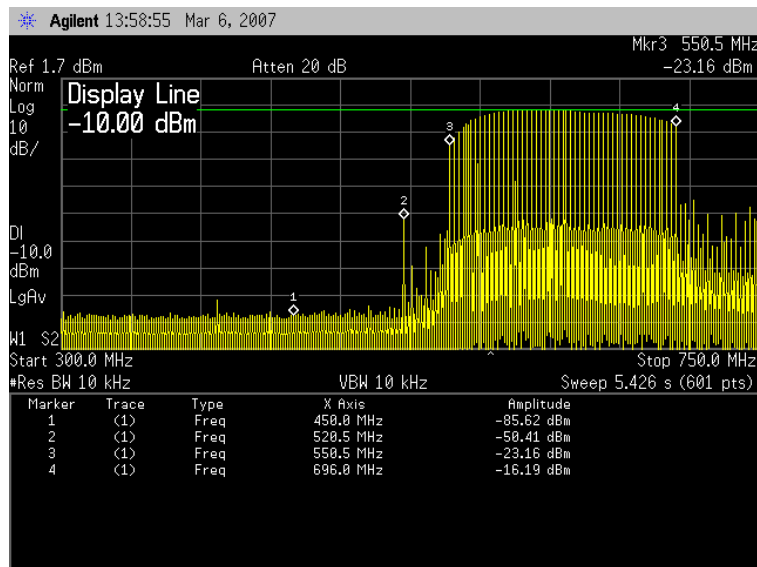 Agilent 13:58:55 Mar 6, 2007
Mkr3 550.5 MHz
Ref 1.7 dBm Atten 20 dB -23.16 dBm
Norm
Log
10
dB/
Display Line
-10.00 dBm
1
2
3
4
DI
-10.0
dBm
LgAv
W1 S2
Start 300.0 MHz Stop 750.0 MHz
#Res BW 10 kHz VBW 10 kHz Sweep 5.426 s (601 pts)
Marker Trace Type X Axis Amplitude
1 (1) Freq 450.0 MHz -85.62 dBm
2 (1) Freq 520.5 MHz -50.41 dBm
3 (1) Freq 550.5 MHz -23.16 dBm
4 (1) Freq 696.0 MHz -16.19 dBm